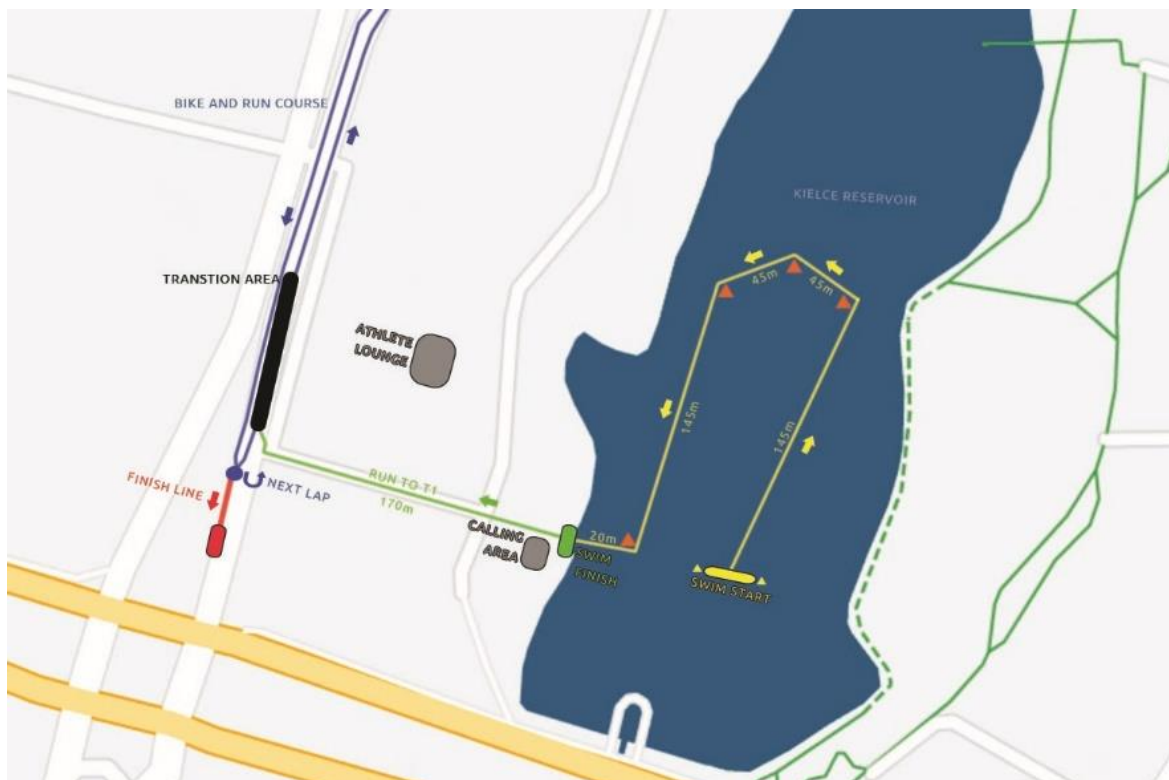 BIKE AND RUN COURSE
KIELCE RESERVOIR
TRANSTION AREA
45m
45m
ATHLETE
LOUNGE
145m
145m
FINISH LINE
NEXT LAP
RUN TO T1
170m
CALLING
AREA
20m
SWIM
FINISH
SWIM START